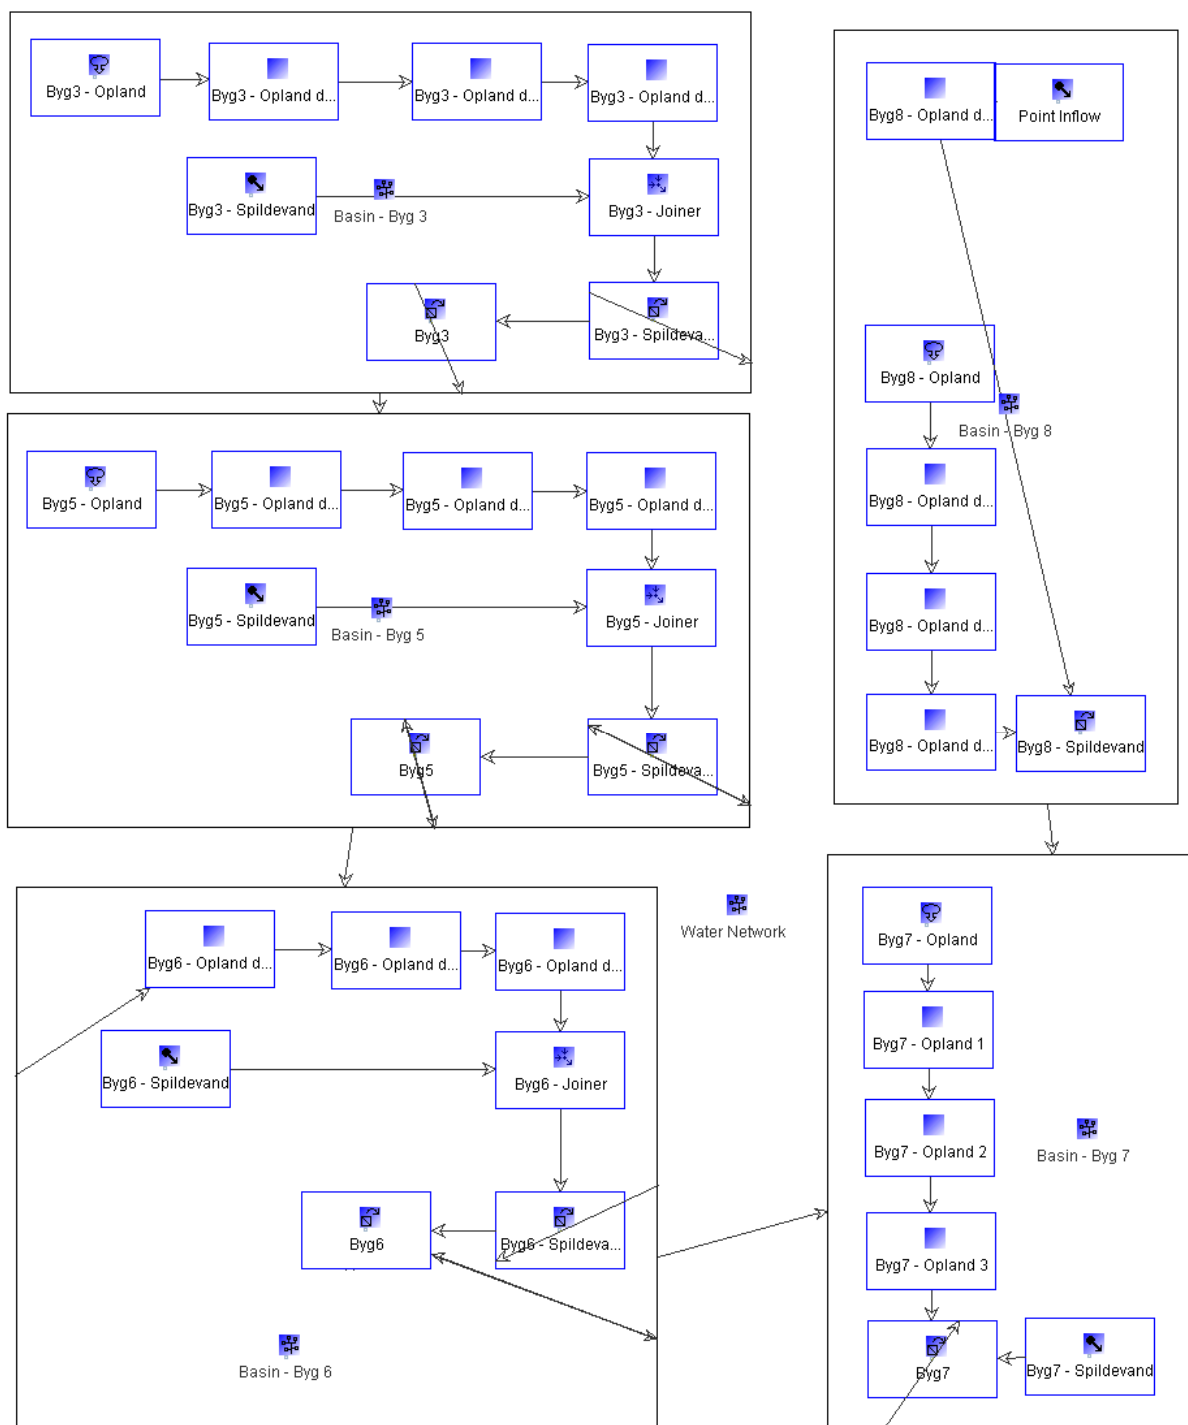 Byg3 - Opland
Byg3 - Opland d...
Byg3 - Opland d...
Byg3 - Opland d...
Byg3 - Spildevand
Basin - Byg 3
Byg3 - Joiner
Byg3
Byg3 - Spildeva...
Byg5 - Opland
Byg5 - Opland d...
Byg5 - Opland d...
Byg5 - Opland d...
Byg5 - Spildevand
Basin - Byg 5
Byg5 - Joiner
Byg5
Byg5 - Spildeva...
Byg6 - Opland d...
Byg6 - Opland d...
Byg6 - Opland d...
Byg6 - Spildevand
Byg6 - Joiner
Byg6
Byg6 - Spildeva...
Basin - Byg 6
Water Network
Byg8 - Opland d...
Point Inflow
Byg8 - Opland
Basin - Byg 8
Byg8 - Opland d...
Byg8 - Opland d...
Byg8 - Opland d...
Byg8 - Spildevand
Byg7 - Opland
Byg7 - Opland 1
Byg7 - Opland 2
Basin - Byg 7
Byg7 - Opland 3
Byg7
Byg7 - Spildevand